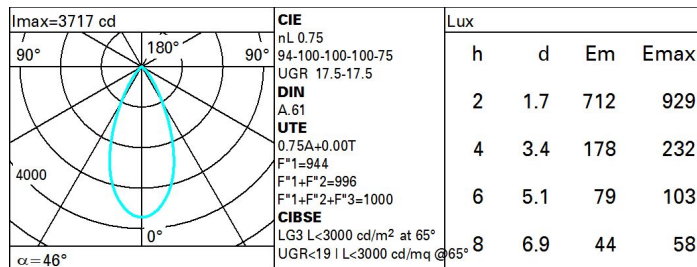 Imax=3717 cd
90°
180°
90°
4000
0°
α=46°
CIE
nL 0.75
94-100-100-100-75
UGR 17.5-17.5
DIN
A.61
UTE
0.75A+0.00T
F"1=944
F"1+F"2=996
F"1+F"2+F"3=1000
CIBSE
LG3 L<3000 cd/m² at 65°
UGR<19 | L<3000 cd/mq @65°
Lux
h d Em Emax
2 1.7 712 929
4 3.4 178 232
6 5.1 79 103
8 6.9 44 58